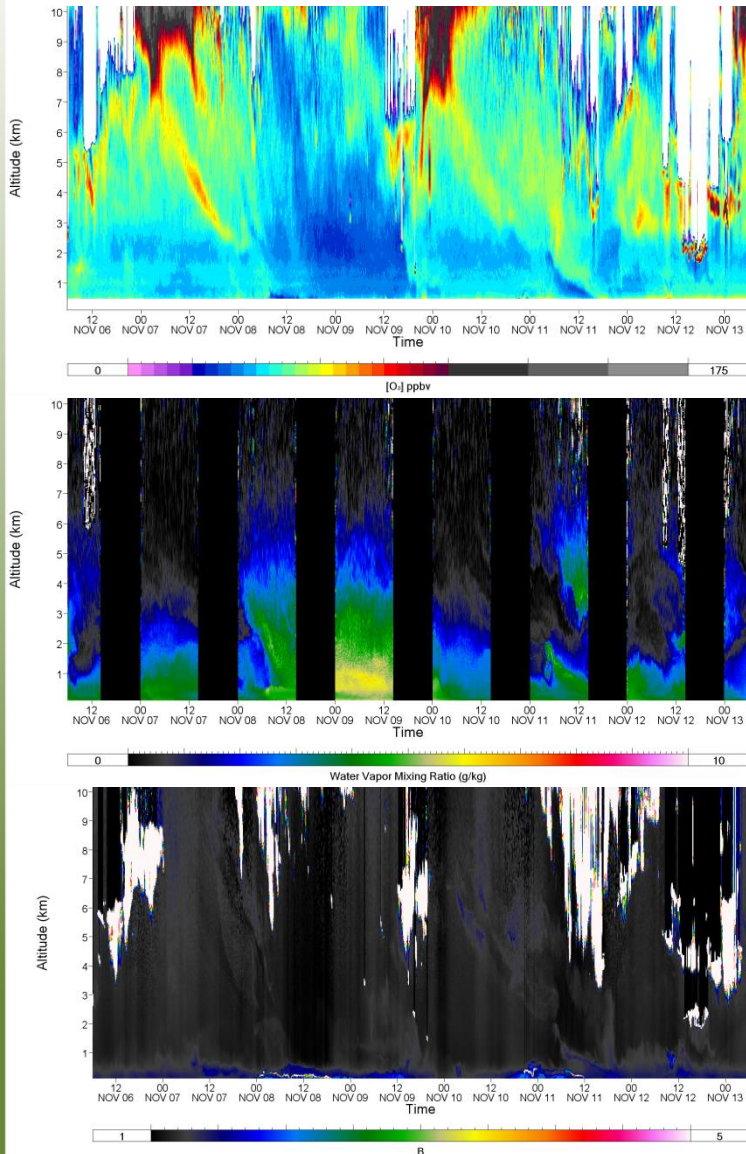 10
9
8
7
6
5
4
3
2
1
Altitude (km)
12 00 12 00 12 00 12 00 12 00 12 00 12 00
NOV 06 NOV 07 NOV 07 NOV 08 NOV 08 NOV 09 NOV 09 NOV 10 NOV 10 NOV 11 NOV 11 NOV 12 NOV 12 NOV 13
Time
0 175
[O₃] ppbv
10
9
8
7
6
5
4
3
2
1
Altitude (km)
12 00 12 00 12 00 12 00 12 00 12 00 12 00
NOV 06 NOV 07 NOV 07 NOV 08 NOV 08 NOV 09 NOV 09 NOV 10 NOV 10 NOV 11 NOV 11 NOV 12 NOV 12 NOV 13
Time
0 10
Water Vapor Mixing Ratio (g/kg)
10
9
8
7
6
5
4
3
2
1
Altitude (km)
12 00 12 00 12 00 12 00 12 00 12 00 12 00
NOV 06 NOV 07 NOV 07 NOV 08 NOV 08 NOV 09 NOV 09 NOV 10 NOV 10 NOV 11 NOV 11 NOV 12 NOV 12 NOV 13
Time
1 5
B